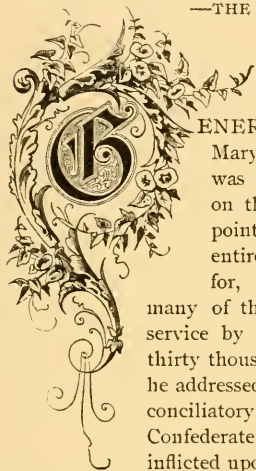 —THE
GENER
Mary
was
on th
point
entire
for,
many of th
service by
thirty thous
he addressed
conciliatory
Confederate
inflicted upo